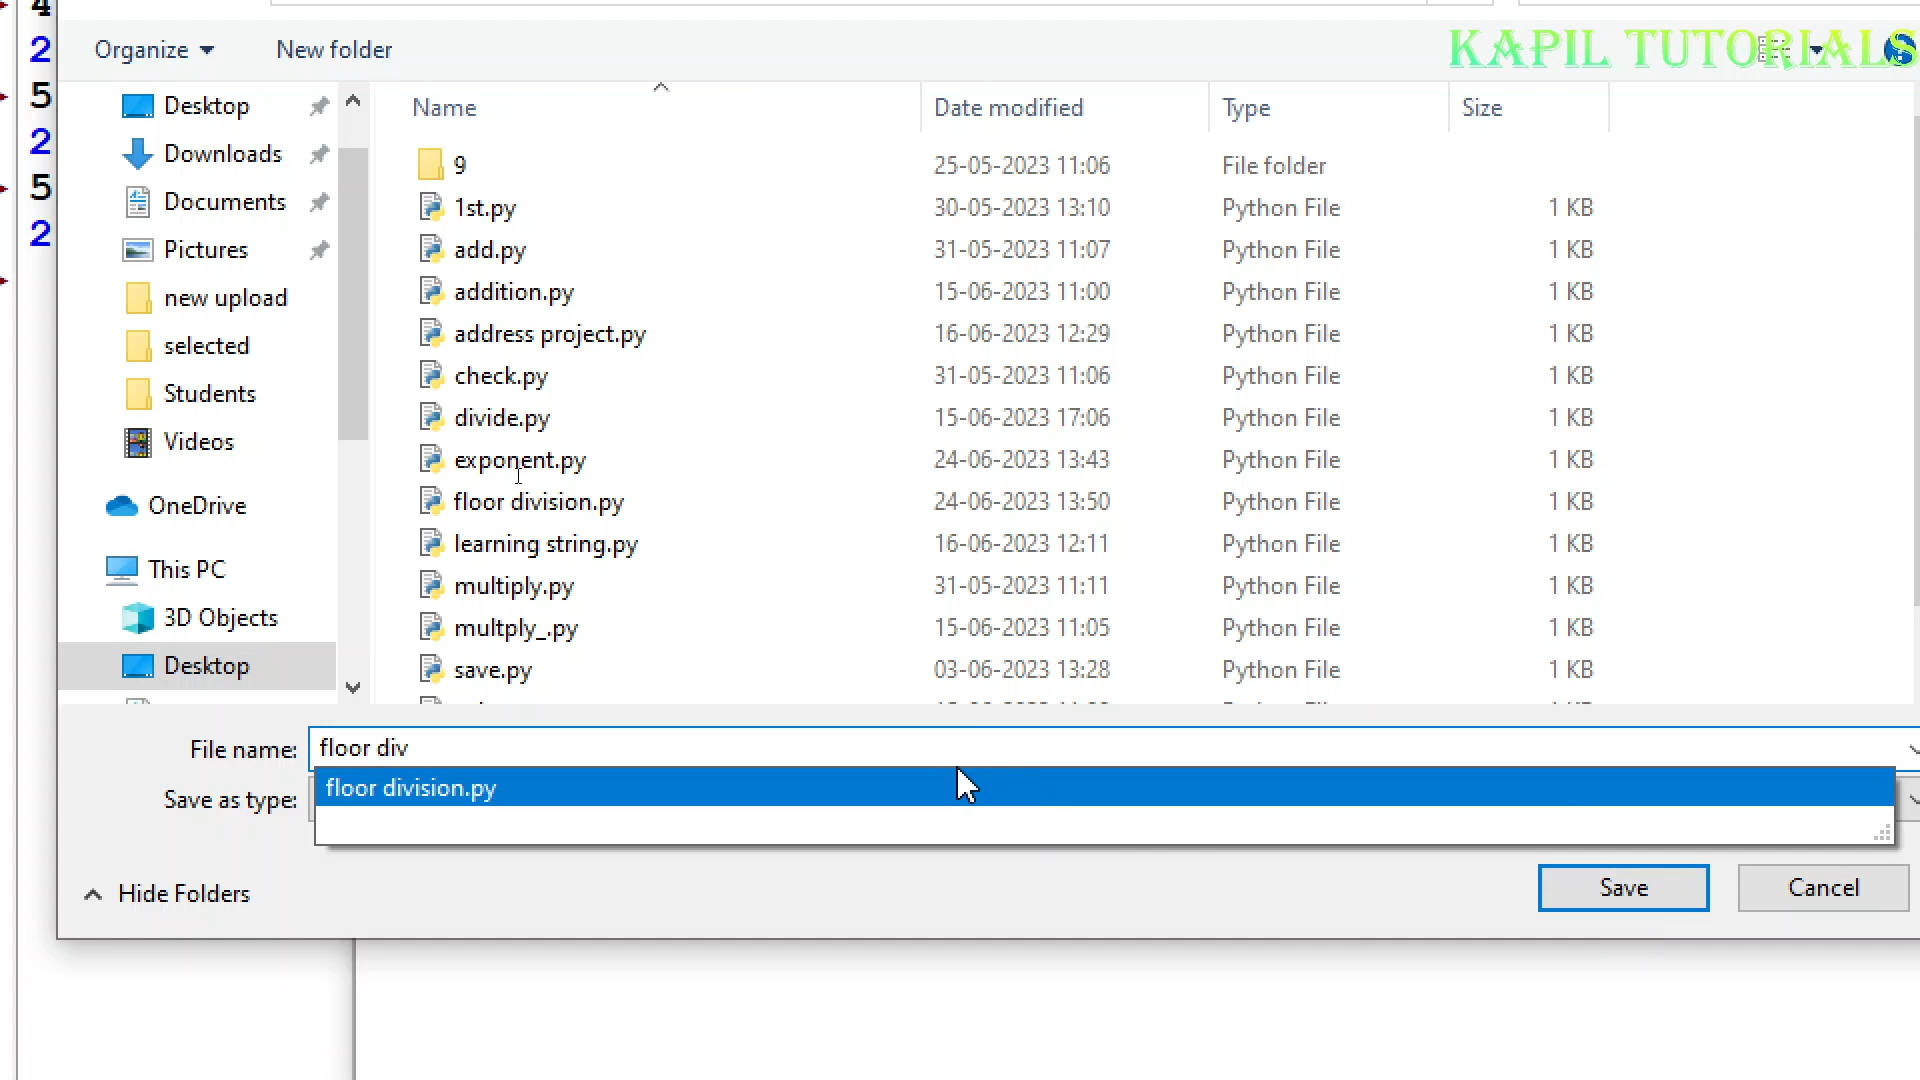 4
2
5
2
5
2
Organize
New folder
KAPIL TUTORIALS
Desktop
Downloads
Documents
Pictures
new upload
selected
Students
Videos
OneDrive
This PC
3D Objects
Desktop
Name Date modified Type Size
9 25-05-2023 11:06 File folder
1st.py 30-05-2023 13:10 Python File 1 KB
add.py 31-05-2023 11:07 Python File 1 KB
addition.py 15-06-2023 11:00 Python File 1 KB
address project.py 16-06-2023 12:29 Python File 1 KB
check.py 31-05-2023 11:06 Python File 1 KB
divide.py 15-06-2023 17:06 Python File 1 KB
exponent.py 24-06-2023 13:43 Python File 1 KB
floor division.py 24-06-2023 13:50 Python File 1 KB
learning string.py 16-06-2023 12:11 Python File 1 KB
multiply.py 31-05-2023 11:11 Python File 1 KB
multply_.py 15-06-2023 11:05 Python File 1 KB
save.py 03-06-2023 13:28 Python File 1 KB
File name: floor div
floor division.py
Save as type:
Hide Folders
Save
Cancel